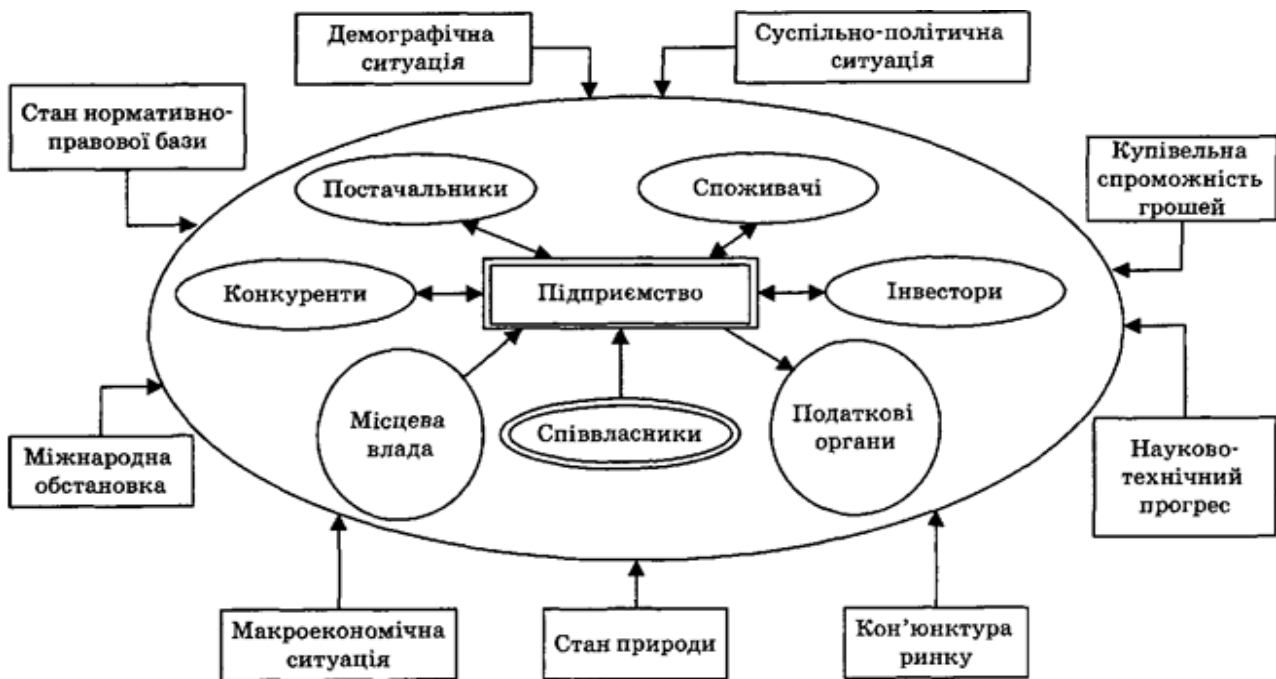 Демографічна
ситуація
Суспільно-політична
ситуація
Стан нормативно-
правової бази
Купівельна
спроможність
грошей
Постачальники
Споживачі
Конкуренти
Підприємство
Інвестори
Місцева
влада
Співвласники
Податкові
органи
Міжнародна
обстановка
Науково-
технічний
прогрес
Макроекономічна
ситуація
Стан природи
Кон’юнктура
ринку